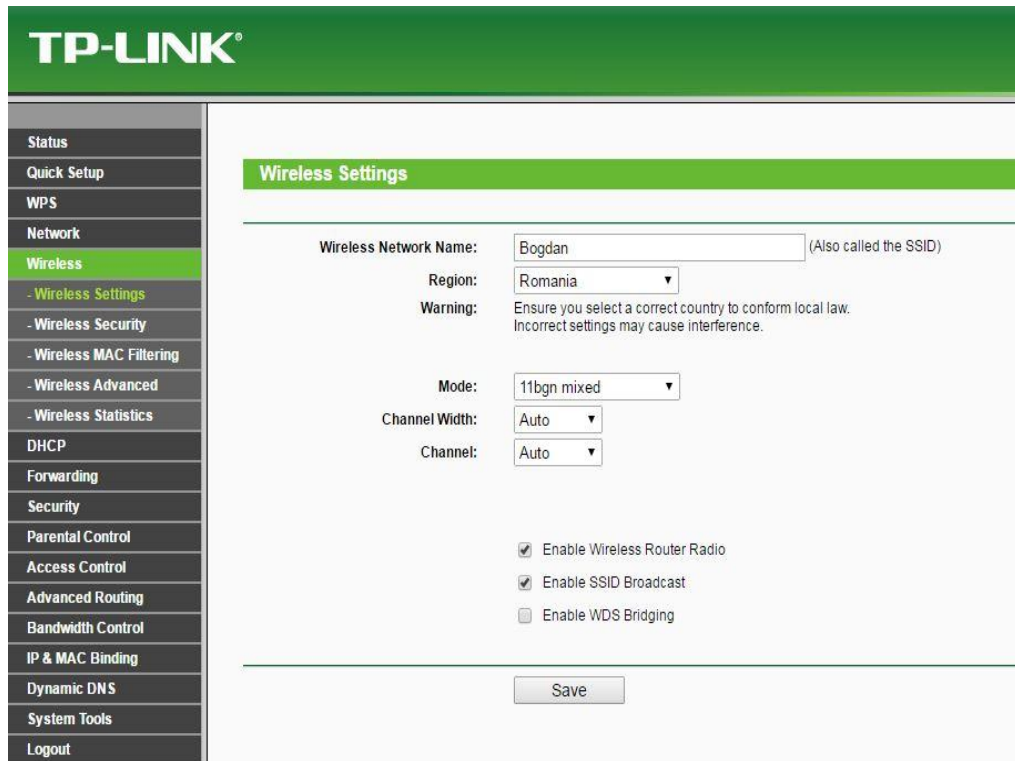 TP-LINK®
Status
Quick Setup
WPS
Network
Wireless
- Wireless Settings
- Wireless Security
- Wireless MAC Filtering
- Wireless Advanced
- Wireless Statistics
DHCP
Forwarding
Security
Parental Control
Access Control
Advanced Routing
Bandwidth Control
IP & MAC Binding
Dynamic DNS
System Tools
Logout
Wireless Settings
Wireless Network Name: Bogdan (Also called the SSID)
Region: Romania
Warning: Ensure you select a correct country to conform local law.
Incorrect settings may cause interference.
Mode: 11bgn mixed
Channel Width: Auto
Channel: Auto
Enable Wireless Router Radio
Enable SSID Broadcast
Enable WDS Bridging
Save